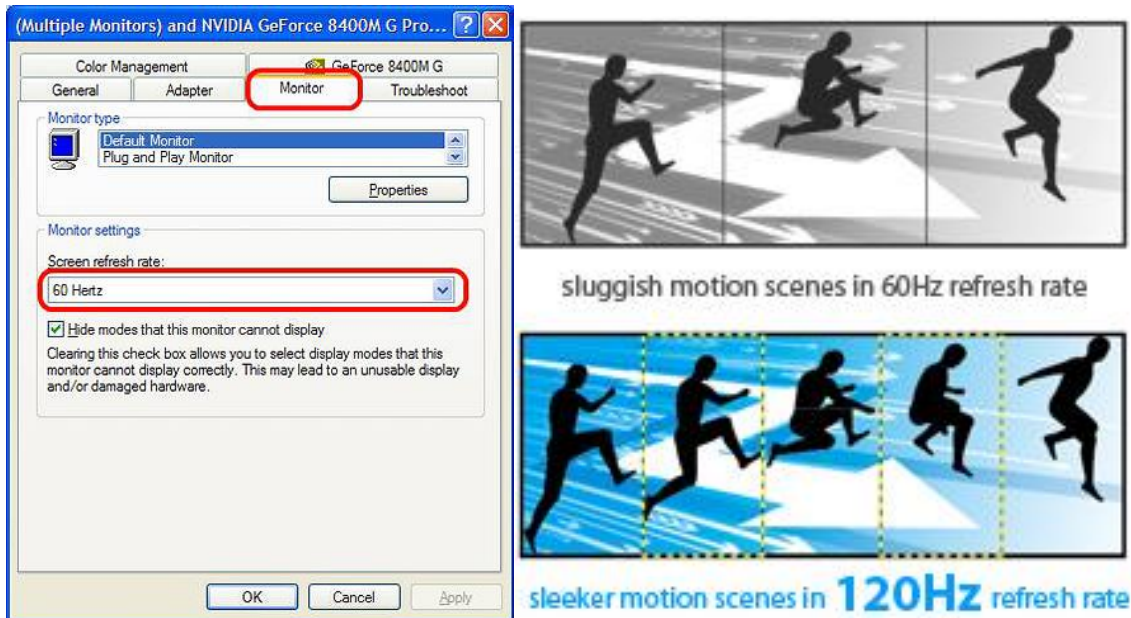 (Multiple Monitors) and NVIDIA GeForce 8400M G Pro...
Color Management
GeForce 8400M G
General
Adapter
Monitor
Troubleshoot
Monitor type
Default Monitor
Plug and Play Monitor
Properties
Monitor settings
Screen refresh rate:
60 Hertz
Hide modes that this monitor cannot display
Clearing this check box allows you to select display modes that this
monitor cannot display correctly. This may lead to an unusable display
and/or damaged hardware.
OK
Cancel
Apply
sluggish motion scenes in 60Hz refresh rate
sleeker motion scenes in 120Hz refresh rate